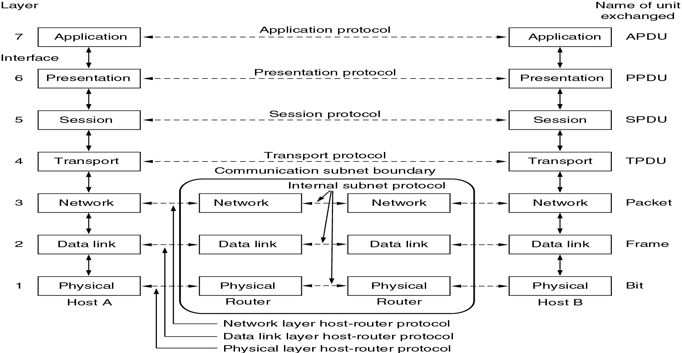 Layer
Name of unit
exchanged
7 Application Application protocol Application APDU
Interface
6 Presentation Presentation protocol Presentation PPDU
5 Session Session protocol Session SPDU
4 Transport Transport protocol Transport TPDU
Communication subnet boundary
Internal subnet protocol
3 Network Network Network Network Packet
2 Data link Data link Data link Data link Frame
1 Physical Physical Physical Physical Bit
Host A Router Router Host B
Network layer host-router protocol
Data link layer host-router protocol
Physical layer host-router protocol